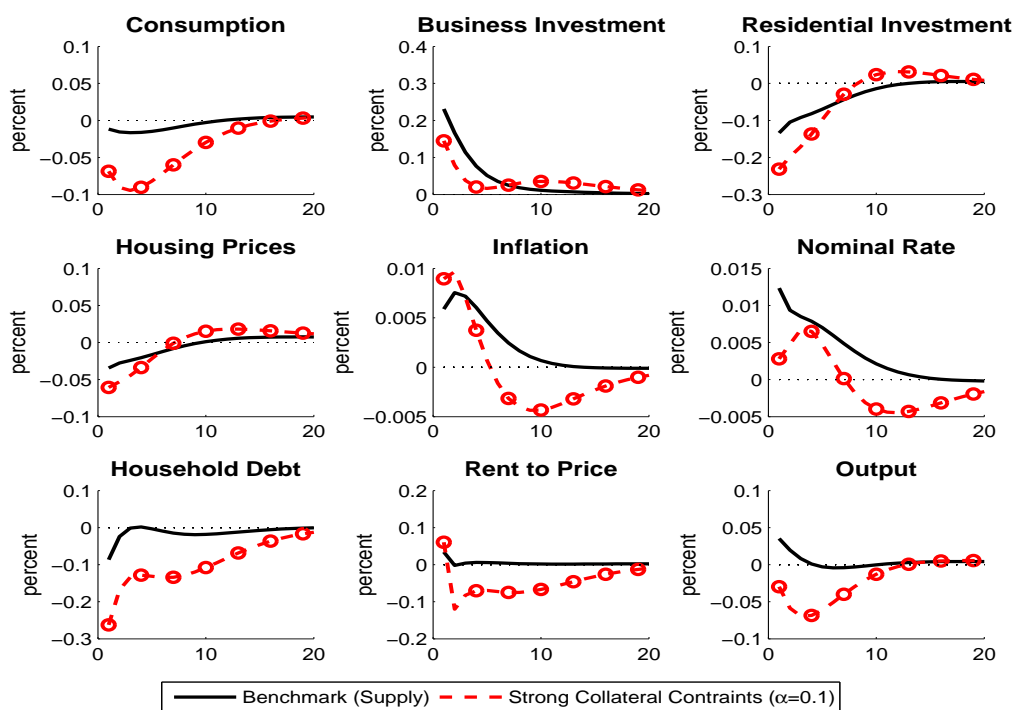 Consumption
percent
0.1
0.05
0
−0.05
−0.1
0 10 20
Business Investment
percent
0.4
0.3
0.2
0.1
0
−0.1
0 10 20
Residential Investment
percent
0.1
0
−0.1
−0.2
−0.3
0 10 20
Housing Prices
percent
0.1
0.05
0
−0.05
−0.1
0 10 20
Inflation
percent
0.01
0.005
0
−0.005
0 10 20
Nominal Rate
percent
0.015
0.01
0.005
0
−0.005
0 10 20
Household Debt
percent
0.1
0
−0.1
−0.2
−0.3
0 10 20
Rent to Price
percent
0.2
0.1
0
−0.1
−0.2
0 10 20
Output
percent
0.1
0.05
0
−0.05
−0.1
0 10 20
Benchmark (Supply)
Strong Collateral Contraints (α=0.1)